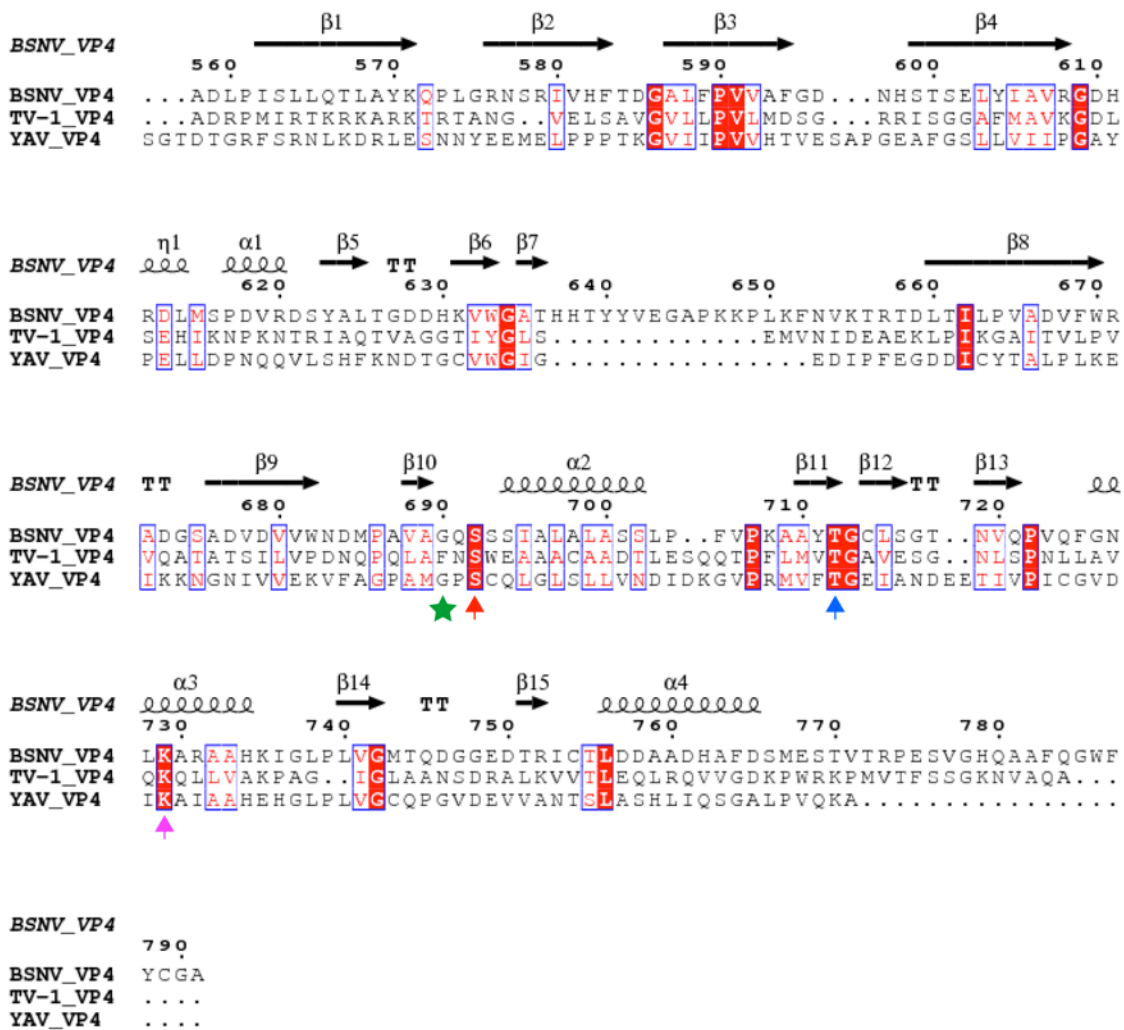 β1 β2 β3 β4
BSNV_VP4
560 570 580 590 600 610
BSNV_VP4 ...ADLPISLLQTLAYKQPLGRNSRIVHFTDGALFPVVAFGD...NHSTSELYIAVRGDH
TV-1_VP4 ...ADRPMIRTKRKARKTRTANG..VELSAVGVLLPVLMDSG...RRISGGAFMAVKGDL
YAV_VP4 SGTDTGRFSRNLKDRLESNNYEEMELPPPTKGVIIPVVHTVESAPGEAFGSLLVIIPGAY
η1 α1 β5 β6 β7 β8
BSNV_VP4 TT
620 630 640 650 660 670
BSNV_VP4 RDLMSPDVRDSYALTGDDHKVWGATHHTYYVEGAPKKPLKFNVKTRTDLTILPVADVFWR
TV-1_VP4 SEHIKNPKNTRIAQTVAGGTIYGLS..............EMVNIDEAEKLPIKGAITVLPV
YAV_VP4 PELLDPNQQVLSHFKNDTGCVWGIG...............EDIPFEGDDICYTALPLKE
β9 β10 α2 β11 β12 β13
BSNV_VP4 TT TT
680 690 700 710 720
BSNV_VP4 ADGSADVDVVWNDMPAVAGQSSSIALALASSLP..FVPKAAYTGCLSGT..NVQPVQFGN
TV-1_VP4 VQATATSILVPDNQPQLAFNSWEAAACAADTLESQQTPFLMVTGAVESG..NLSPNLLAV
YAV_VP4 IKKNGNIVVEKVFAGPAMGPSCQLGLSLLVNDIDKGVPRMVFTGEIANDEETIVPICGVD
α3 β14 β15 α4
BSNV_VP4 TT
730 740 750 760 770 780
BSNV_VP4 LKARAAHKIGLPLVGMTQDGGEDTRICTLDDAADHAFDSMESTVTRPESVGHQAAFQGWF
TV-1_VP4 QKQLLVAKPAG..IGLAANSDRALKVVTLEQLRQVVGDKPWRKPMVTFSSGKNVAQA...
YAV_VP4 IKAIAAHEHGLPLVGCQPGVDEVVANTSLASHLIQSGALPVQKA................
BSNV_VP4
790
BSNV_VP4 YCGA
TV-1_VP4 ....
YAV_VP4 ....